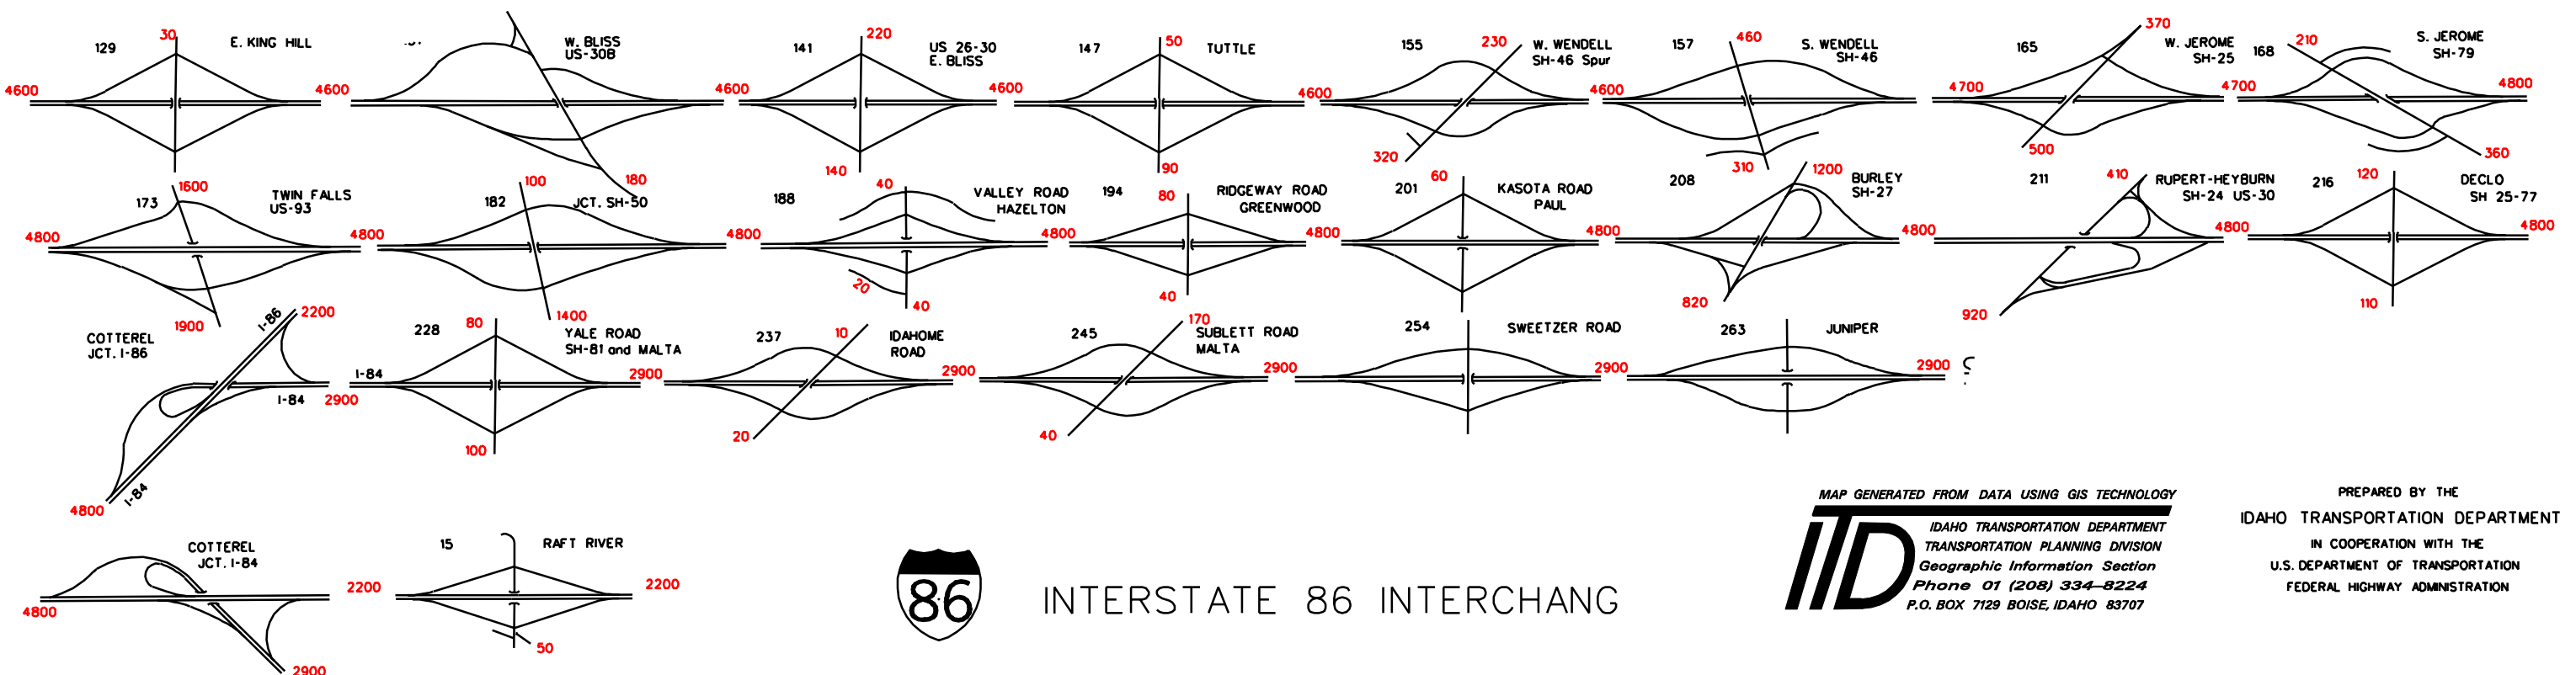 129 30 E. KING HILL
4600 4600
W. BLISS
US-30B
180
4600
141 220 US 26-30
E. BLISS
140
4600
147 50 TUTTLE
90
4600
155 230 W. WENDELL
SH-46 Spur
320
4600
157 460 S. WENDELL
SH-46
310
4700
165 370 W. JEROME
SH-25
500
4700
168 210 S. JEROME
SH-79
4800
360
173 1600 TWIN FALLS
US-93
4800 4800
1900
182 100 JCT. SH-50
1400
4800
188 40 VALLEY ROAD
HAZELTON
20 40
4800
194 80 RIDGEWAY ROAD
GREENWOOD
40
4800
201 60 KASOTA ROAD
PAUL
4800
208 1200 BURLEY
SH-27
820
4800
211 410 RUPERT-HEYBURN
SH-24 US-30
920
4800
216 120 DECLO
SH 25-77
4800
110
COTTEREL
JCT. I-86
I-86 2200
I-84 2900
4800 I-84
228 80 YALE ROAD
SH-81 and MALTA
I-84 2900
100
237 10 IDAHOME
ROAD
2900
20
245 170 SUBLETT ROAD
MALTA
2900
40
254 SWEETZER ROAD
2900
263 JUNIPER
2900
COTTEREL
JCT. I-84
4800 2200
2900
15 RAFT RIVER
2200
50
86 INTERSTATE 86 INTERCHANG
MAP GENERATED FROM DATA USING GIS TECHNOLOGY
ITD
IDAHO TRANSPORTATION DEPARTMENT
TRANSPORTATION PLANNING DIVISION
Geographic Information Section
Phone 01 (208) 334-8224
P.O. BOX 7129 BOISE, IDAHO 83707
PREPARED BY THE
IDAHO TRANSPORTATION DEPARTMENT
IN COOPERATION WITH THE
U.S. DEPARTMENT OF TRANSPORTATION
FEDERAL HIGHWAY ADMINISTRATION